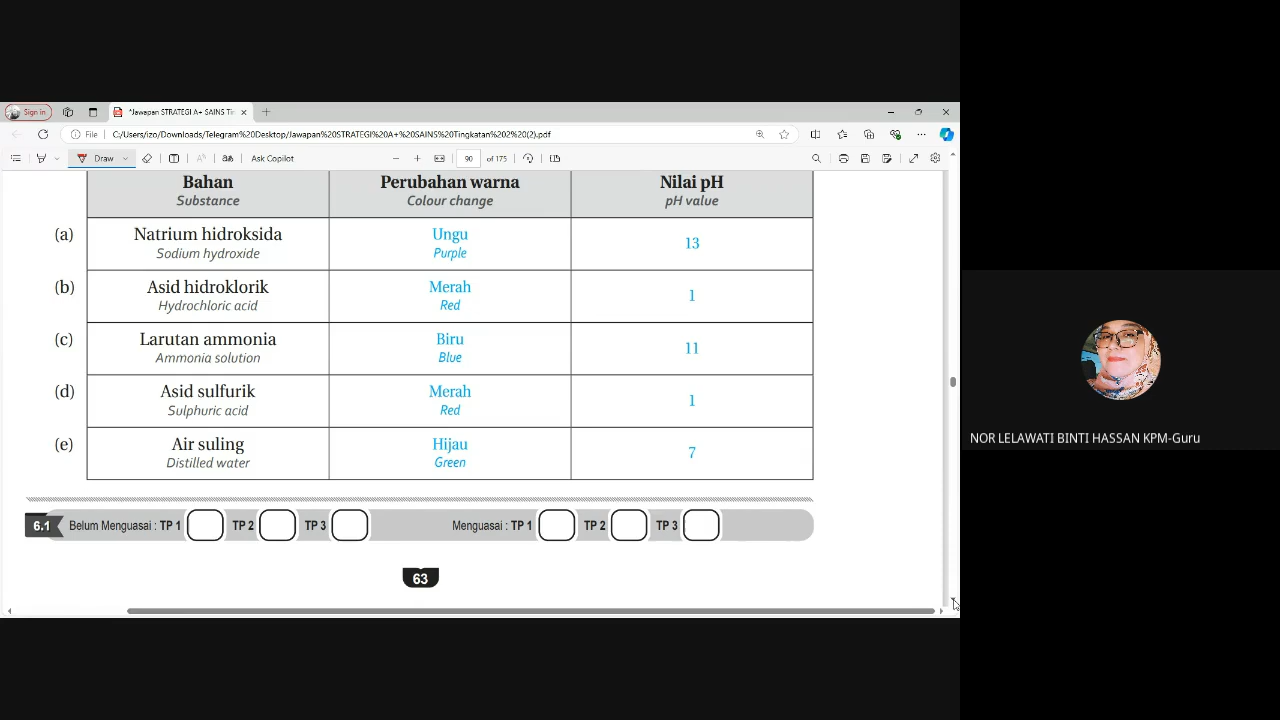 Sign in
*Jawapan STRATEGI A+ SAINS Tin
File
C:/Users/izo/Downloads/Telegram%20Desktop/Jawapan%20STRATEGI%20A+%20SAINS%20Tingkatan%202%20(2).pdf
Draw
Ask Copilot
90 of 175
Bahan Perubahan warna Nilai pH
Substance Colour change pH value
(a) Natrium hidroksida Ungu 13
Sodium hydroxide Purple
(b) Asid hidroklorik Merah 1
Hydrochloric acid Red
(c) Larutan ammonia Biru 11
Ammonia solution Blue
(d) Asid sulfurik Merah 1
Sulphuric acid Red
(e) Air suling Hijau 7
Distilled water Green
6.1 Belum Menguasai : TP 1 TP 2 TP 3 Menguasai : TP 1 TP 2 TP 3
63
NOR LELAWATI BINTI HASSAN KPM-Guru